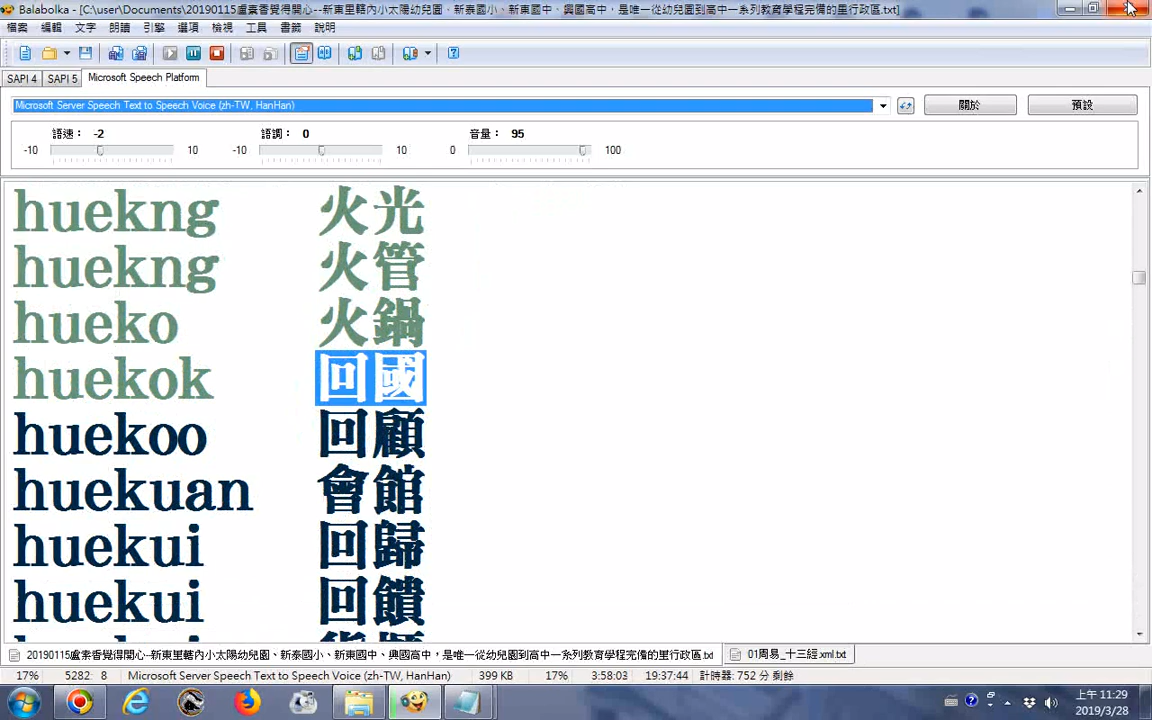 Balabolka - [C:\user\Documents\20190115盧素香覺得開心--新東里轄內小太陽幼兒園、新泰國小、新東國中、興國高中，是唯一從幼兒園到高中一系列教育學程完備的里行政區.txt]
檔案 編輯 文字 朗讀 引擎 選項 檢視 工具 書籤 說明
SAPI 4 SAPI 5 Microsoft Speech Platform
Microsoft Server Speech Text to Speech Voice (zh-TW, HanHan) 關於 預設
語速： -2 語調： 0 音量： 95
-10 10 -10 10 0 100
huekng 火光
huekng 火管
hueko 火鍋
huekok 回國
huekoo 回顧
huekuan 會館
huekui 回歸
huekui 回饋
20190115盧素香覺得開心--新東里轄內小太陽幼兒園、新泰國小、新東國中、興國高中，是唯一從幼兒園到高中一系列教育學程完備的里行政區.txt 01周易_十三經.xml.txt
17% 5282: 8 Microsoft Server Speech Text to Speech Voice (zh-TW, HanHan) 399 KB 17% 3:58:03 19:37:44 計時器: 752 分 剩餘
上午 11:29
2019/3/28